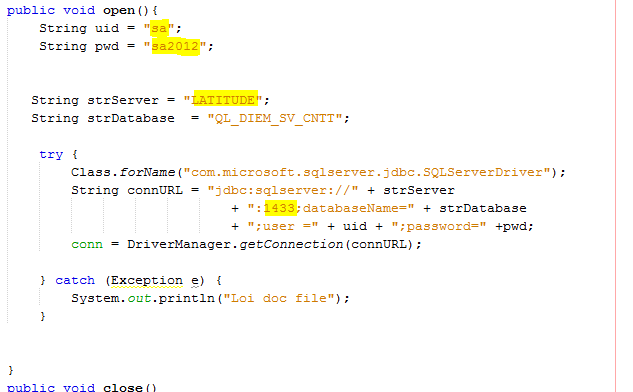 public void open(){
String uid = "sa";
String pwd = "sa2012";
String strServer = "LATITUDE";
String strDatabase  = "QL_DIEM_SV_CNTT";
try {
Class.forName("com.microsoft.sqlserver.jdbc.SQLServerDriver");
String connURL = "jdbc:sqlserver://" + strServer
+ ":1433;databaseName=" + strDatabase
+ ";user =" + uid + ";password=" +pwd;
conn = DriverManager.getConnection(connURL);
} catch (Exception e) {
System.out.println("Loi doc file");
}
}
public void close()